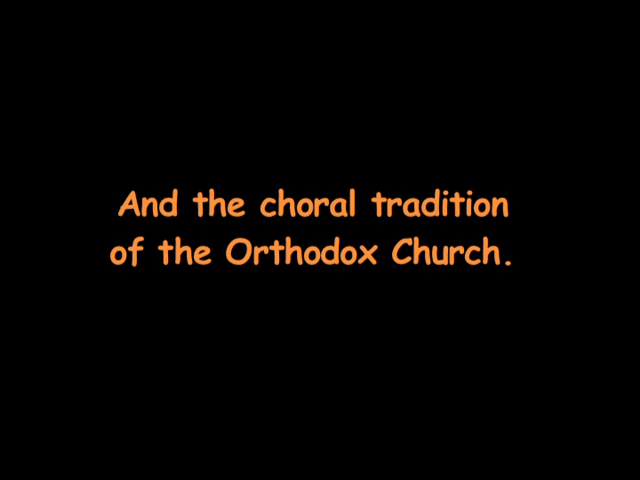 And the choral tradition
of the Orthodox Church.